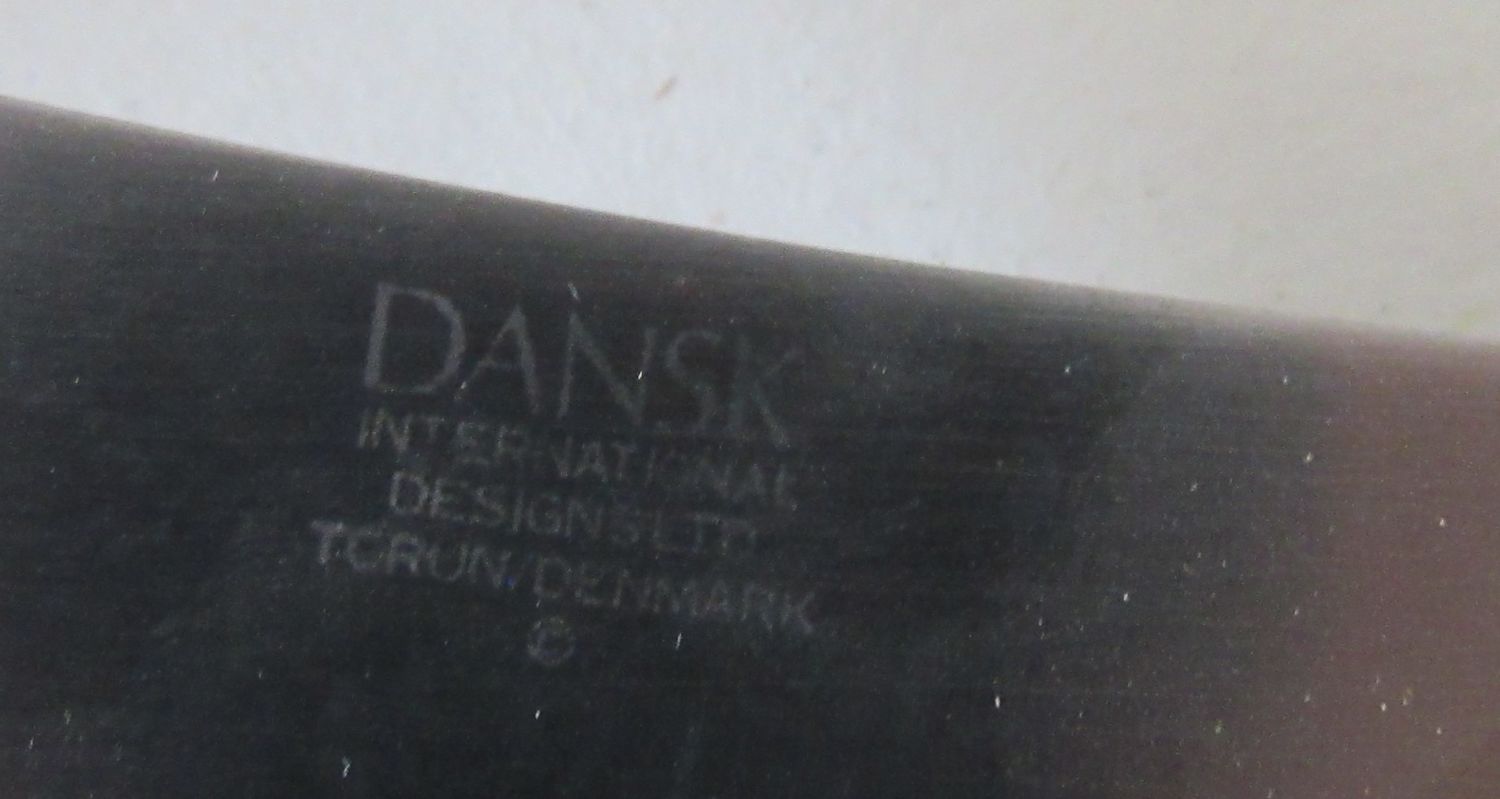 DANSK
INTERNATIONAL
DESIGNS LTD
TORUN/DENMARK
©